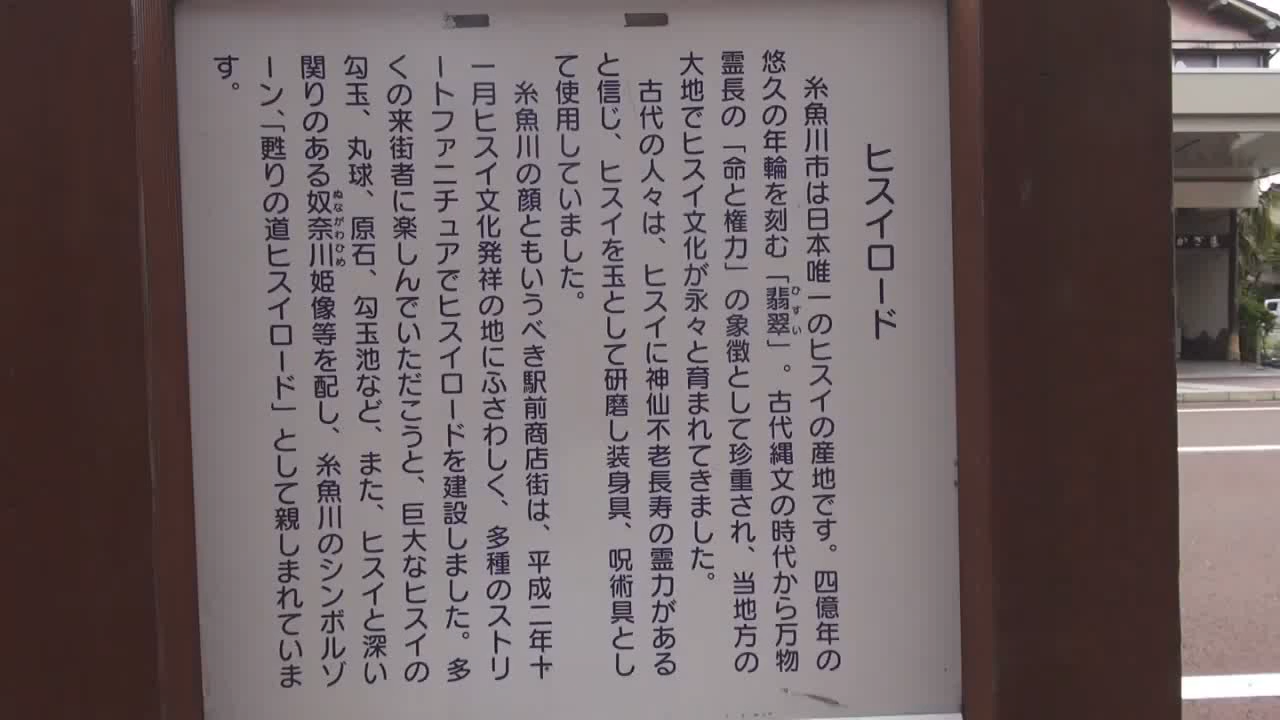 ヒスイロード
糸魚川市は日本唯一のヒスイの産地です。四億年の
悠久の年輪を刻む「翡翠」。古代縄文の時代から万物
ひすい
霊長の「命と権力」の象徴として珍重され、当地方の
大地でヒスイ文化が永々と育まれてきました。
古代の人々は、ヒスイに神仙不老長寿の霊力がある
と信じ、ヒスイを玉として研磨し装身具、呪術具とし
て使用していました。
糸魚川の顔ともいうべき駅前商店街は、平成二年十
一月ヒスイ文化発祥の地にふさわしく、多種のストリ
ートファニチュアでヒスイロードを建設しました。多
くの来街者に楽しんでいただこうと、巨大なヒスイの
勾玉、丸球、原石、勾玉池など、また、ヒスイと深い
関りのある奴奈川姫像等を配し、糸魚川のシンボルゾ
ぬながわひめ
ーン、「甦りの道ヒスイロード」として親しまれていま
す。